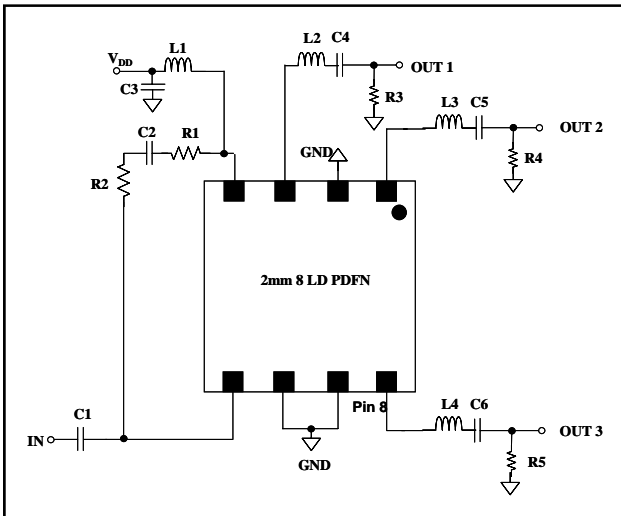 L1
L2 C4
VDD
OUT 1
C3
R3
L3 C5
C2 R1
OUT 2
GND
R4
R2
2mm 8 LD PDFN
Pin 8
L4 C6
C1
OUT 3
IN
GND
R5